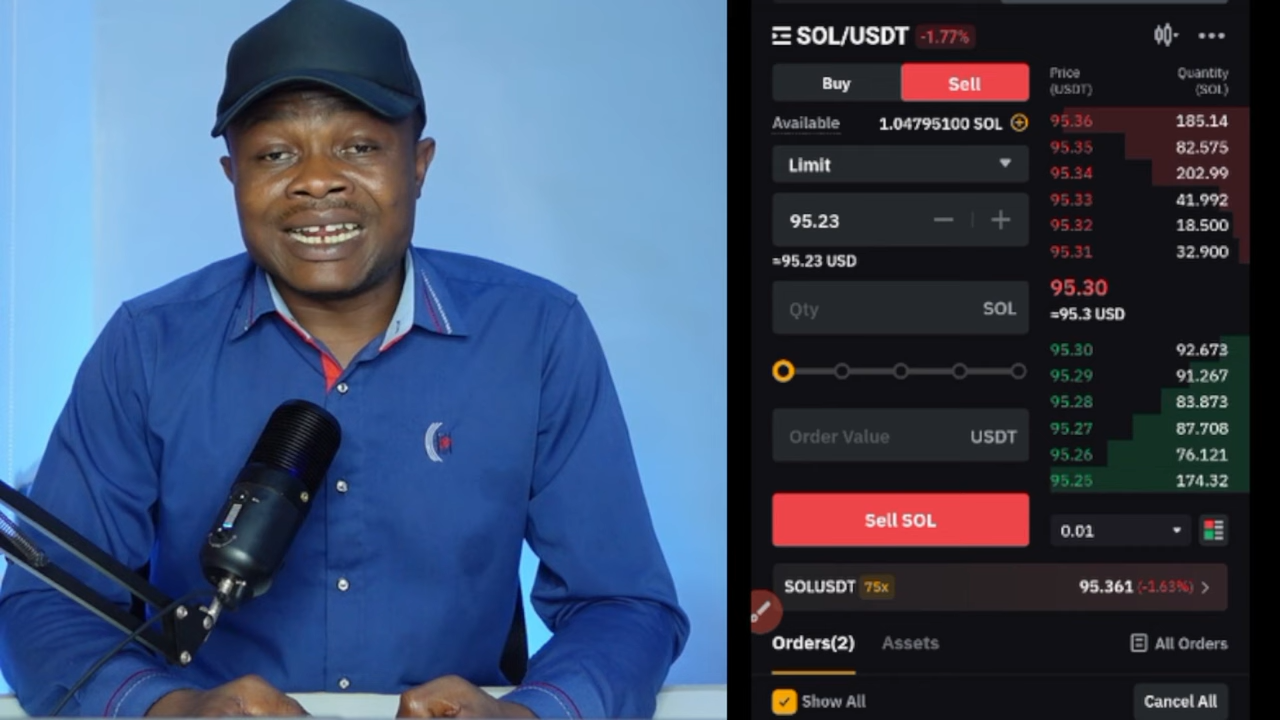 SOL/USDT -1.77%
Buy Sell
Available 1.04795100 SOL
Limit
95.23
≈95.23 USD
Qty SOL
Order Value USDT
Sell SOL
Price Quantity
(USDT) (SOL)
95.36 185.14
95.35 82.575
95.34 202.99
95.33 41.992
95.32 18.500
95.31 32.900
95.30
≈95.3 USD
95.30 92.673
95.29 91.267
95.28 83.873
95.27 87.708
95.26 76.121
95.25 174.32
0.01
SOLUSDT 75x 95.361 (-1.63%)
Orders(2) Assets All Orders
Show All Cancel All